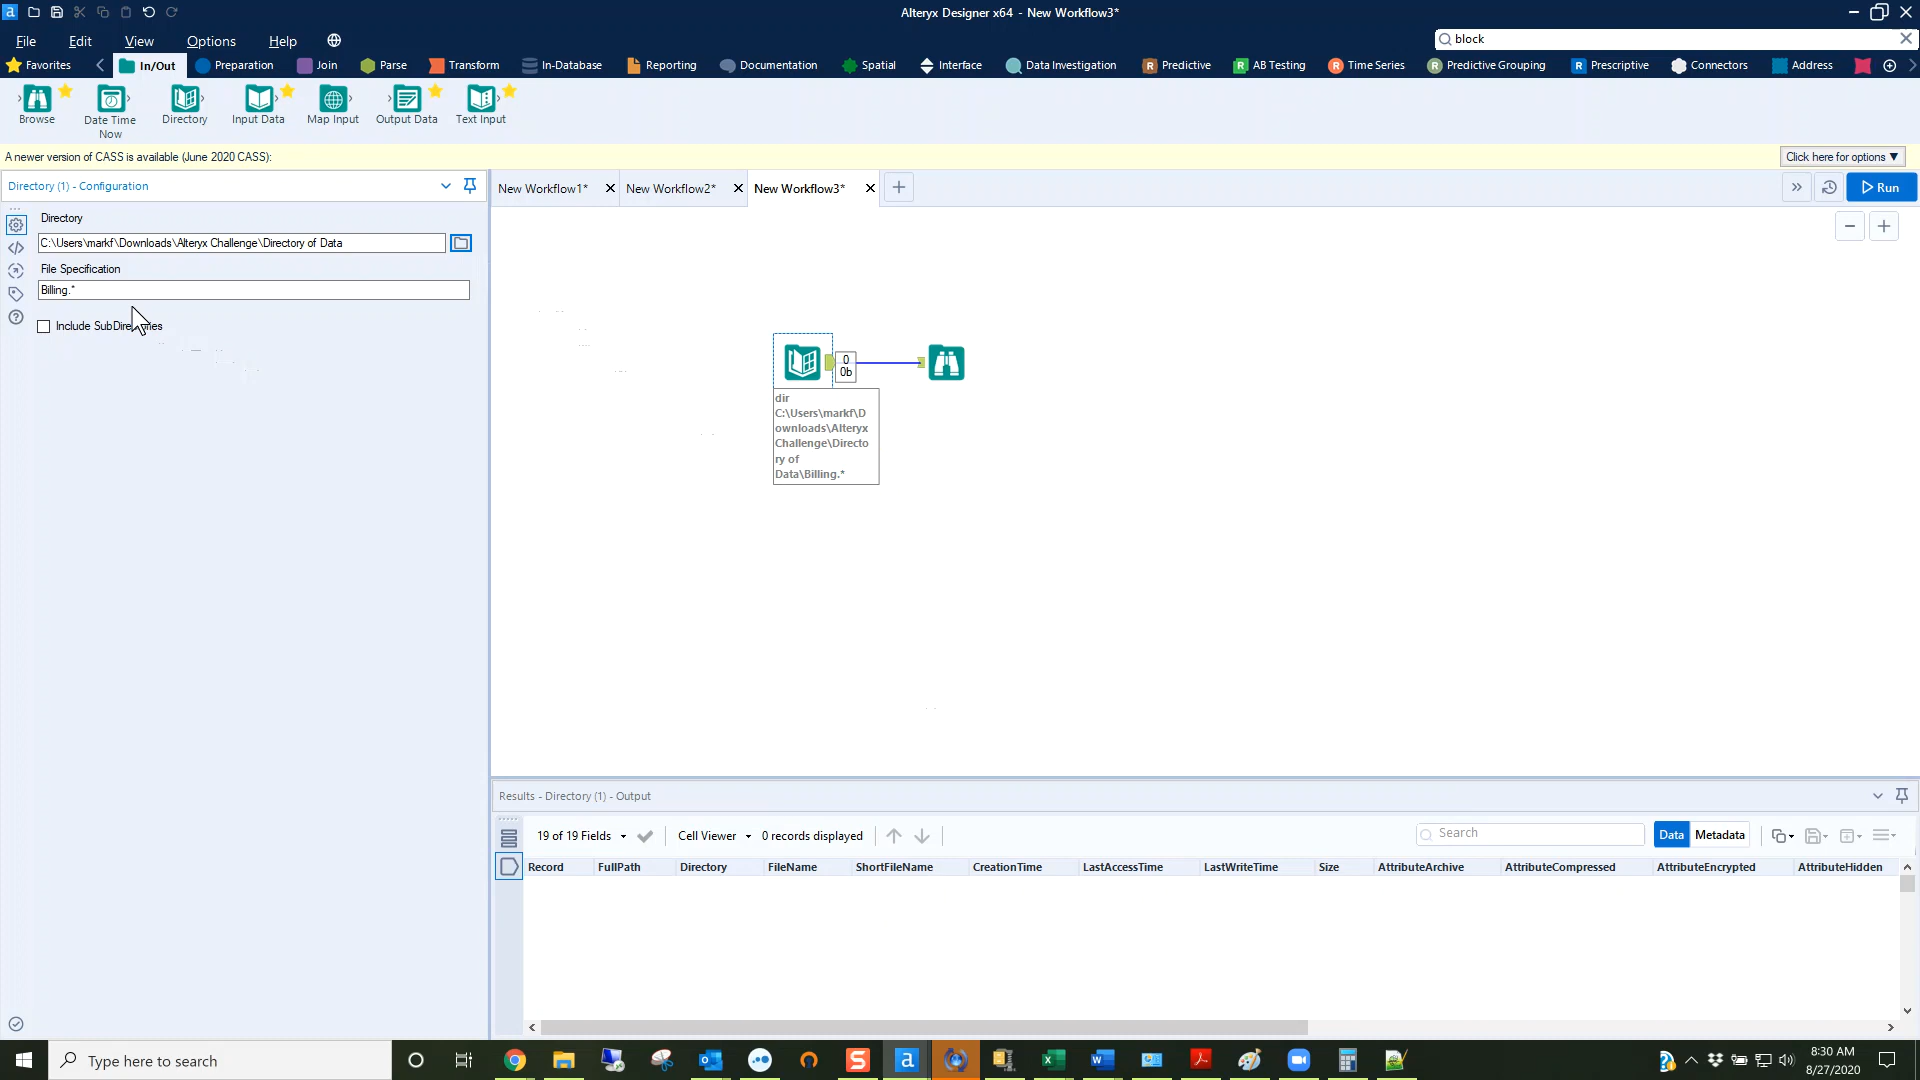 Alteryx Designer x64 - New Workflow3*
File Edit View Options Help
block
Favorites In/Out Preparation Join Parse Transform In-Database Reporting Documentation Spatial Interface Data Investigation Predictive AB Testing Time Series Predictive Grouping Prescriptive Connectors Address
Browse Date Time Now Directory Input Data Map Input Output Data Text Input
A newer version of CASS is available (June 2020 CASS):
Click here for options ▼
Directory (1) - Configuration
New Workflow1* New Workflow2* New Workflow3*
Run
Directory
C:\Users\markf\Downloads\Alteryx Challenge\Directory of Data
File Specification
Billing.*
0
0b
dir
C:\Users\markf\D
ownloads\Alteryx
Challenge\Directo
ry of
Data\Billing.*
Results - Directory (1) - Output
19 of 19 Fields Cell Viewer 0 records displayed Search Data Metadata
Record FullPath Directory FileName ShortFileName CreationTime LastAccessTime LastWriteTime Size AttributeArchive AttributeCompressed AttributeEncrypted AttributeHidden
Type here to search
8:30 AM
8/27/2020